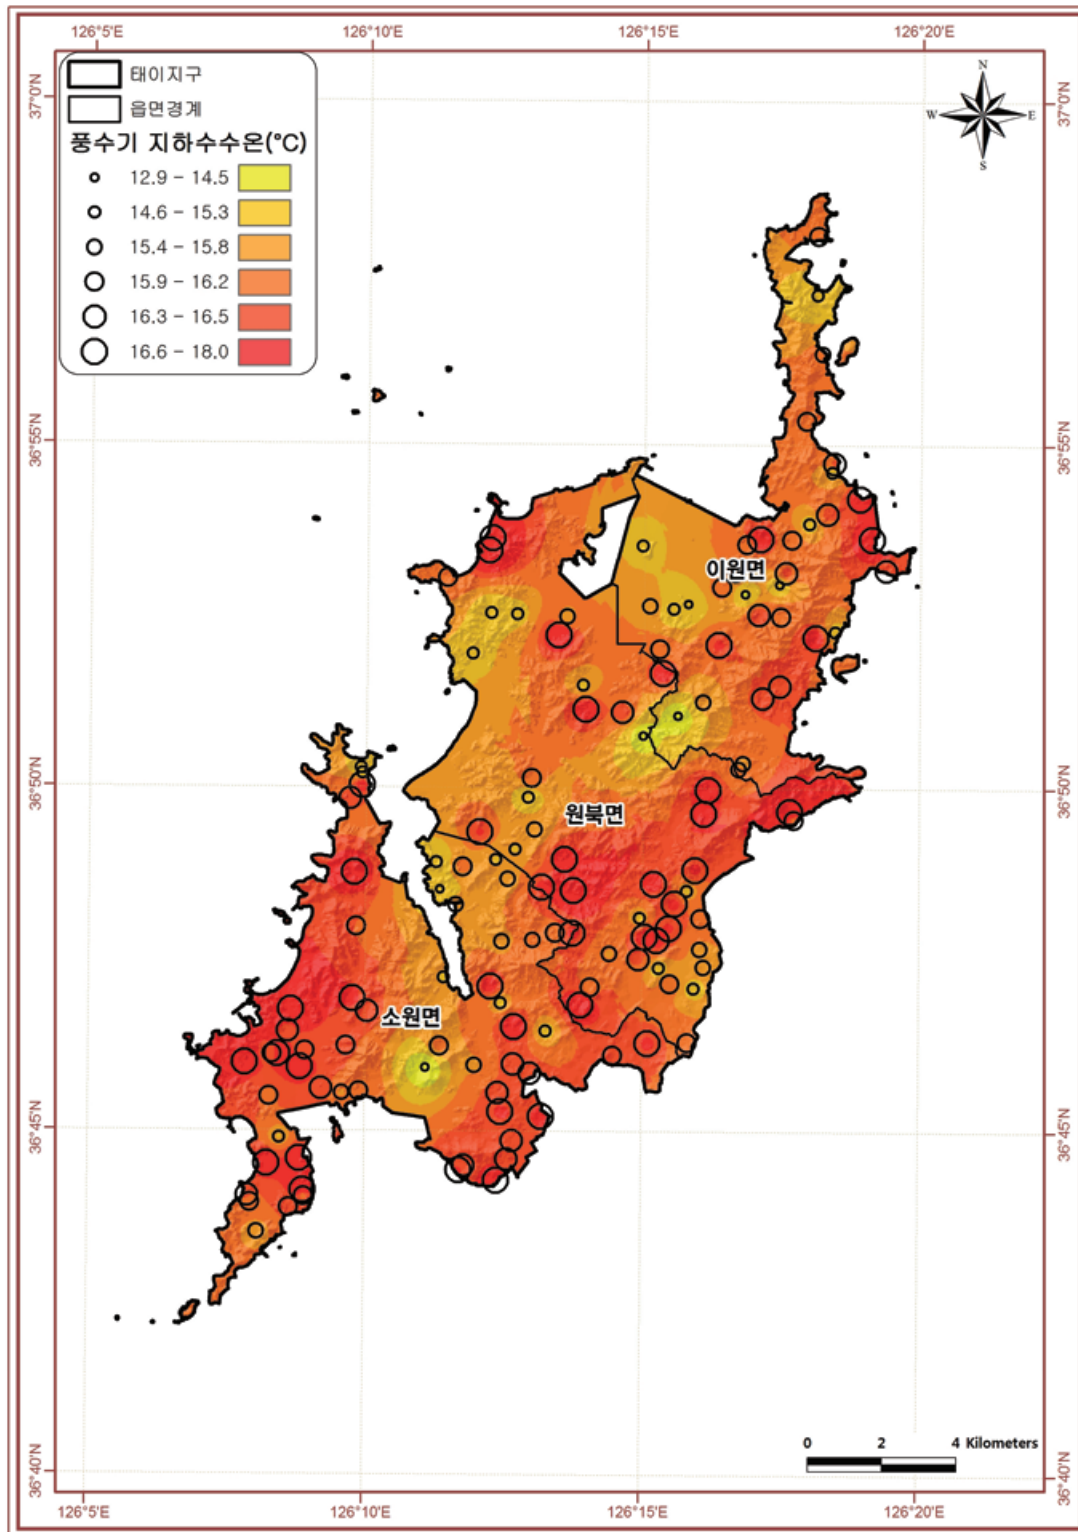 126°5'E 126°10'E 126°15'E 126°20'E
태이지구
읍면경계
풍수기 지하수수온(°C)
12.9 - 14.5
14.6 - 15.3
15.4 - 15.8
15.9 - 16.2
16.3 - 16.5
16.6 - 18.0
N
W E
S
37°0'N 37°0'N
36°55'N 36°55'N
이원면
36°50'N 36°50'N
원북면
소원면
36°45'N 36°45'N
0 2 4 Kilometers
36°40'N 36°40'N
126°5'E 126°10'E 126°15'E 126°20'E